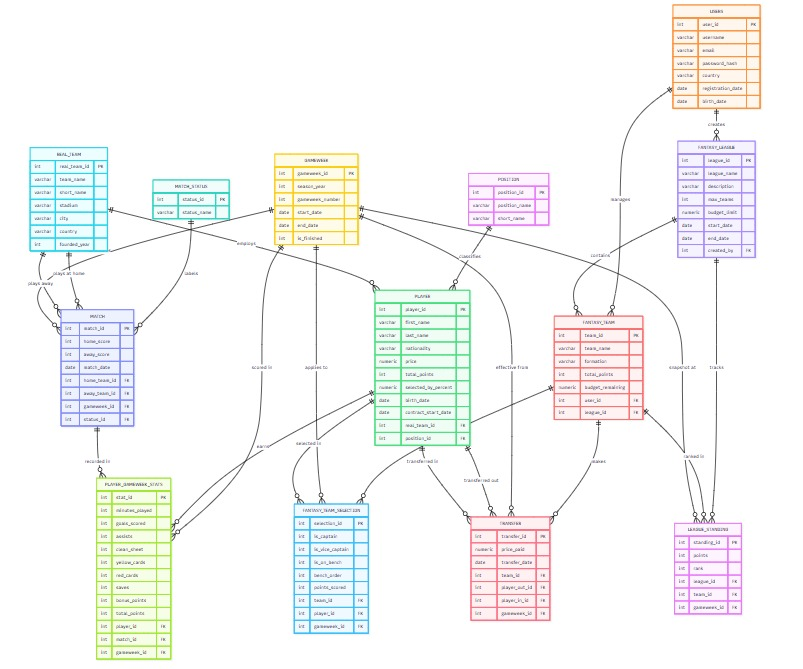 USERS
int user_id PK
varchar username
varchar email
varchar password_hash
varchar country
date registration_date
date birth_date
creates
manages
FANTASY_LEAGUE
int league_id PK
varchar league_name
varchar description
int max_teams
numeric budget_limit
date start_date
date end_date
int created_by FK
REAL_TEAM
int real_team_id PK
varchar team_name
varchar short_name
varchar stadium
varchar city
varchar country
int founded_year
MATCH_STATUS
int status_id PK
varchar status_name
GAMEWEEK
int gameweek_id PK
int season_year
int gameweek_number
date start_date
date end_date
int is_finished
POSITION
int position_id PK
varchar position_name
varchar short_name
employs
classifies
contains
plays at home
plays away
labels
MATCH
int match_id PK
int home_score
int away_score
date match_date
int home_team_id FK
int away_team_id FK
int gameweek_id FK
int status_id FK
PLAYER
int player_id PK
varchar first_name
varchar last_name
varchar nationality
numeric price
int total_points
numeric selected_by_percent
date birth_date
date contract_start_date
int real_team_id FK
int position_id FK
FANTASY_TEAM
int team_id PK
varchar team_name
varchar formation
int total_points
numeric budget_remaining
int user_id FK
int league_id FK
scored in
applies to
effective from
snapshot at
tracks
earns
selected in
recorded in
transferred in
transferred out
makes
ranked in
PLAYER_GAMEWEEK_STATS
int stat_id PK
int minutes_played
int goals_scored
int assists
int clean_sheet
int yellow_cards
int red_cards
int saves
int bonus_points
int total_points
int player_id FK
int match_id FK
int gameweek_id FK
FANTASY_TEAM_SELECTION
int selection_id PK
int is_captain
int is_vice_captain
int is_on_bench
int bench_order
int points_scored
int team_id FK
int player_id FK
int gameweek_id FK
TRANSFER
int transfer_id PK
numeric price_paid
date transfer_date
int team_id FK
int player_out_id FK
int player_in_id FK
int gameweek_id FK
LEAGUE_STANDING
int standing_id PK
int points
int rank
int league_id FK
int team_id FK
int gameweek_id FK